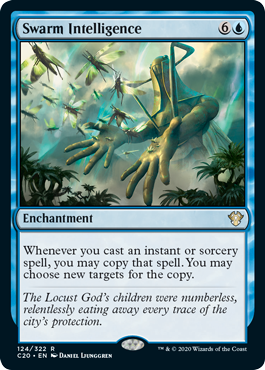 Swarm Intelligence 6
Enchantment
Whenever you cast an instant or sorcery
spell, you may copy that spell. You may
choose new targets for the copy.
The Locust God's children were numberless,
relentlessly eating away every trace of the
city's protection.
124/322 R
C20 • EN Daniel Ljunggren ™ & © 2020 Wizards of the Coast